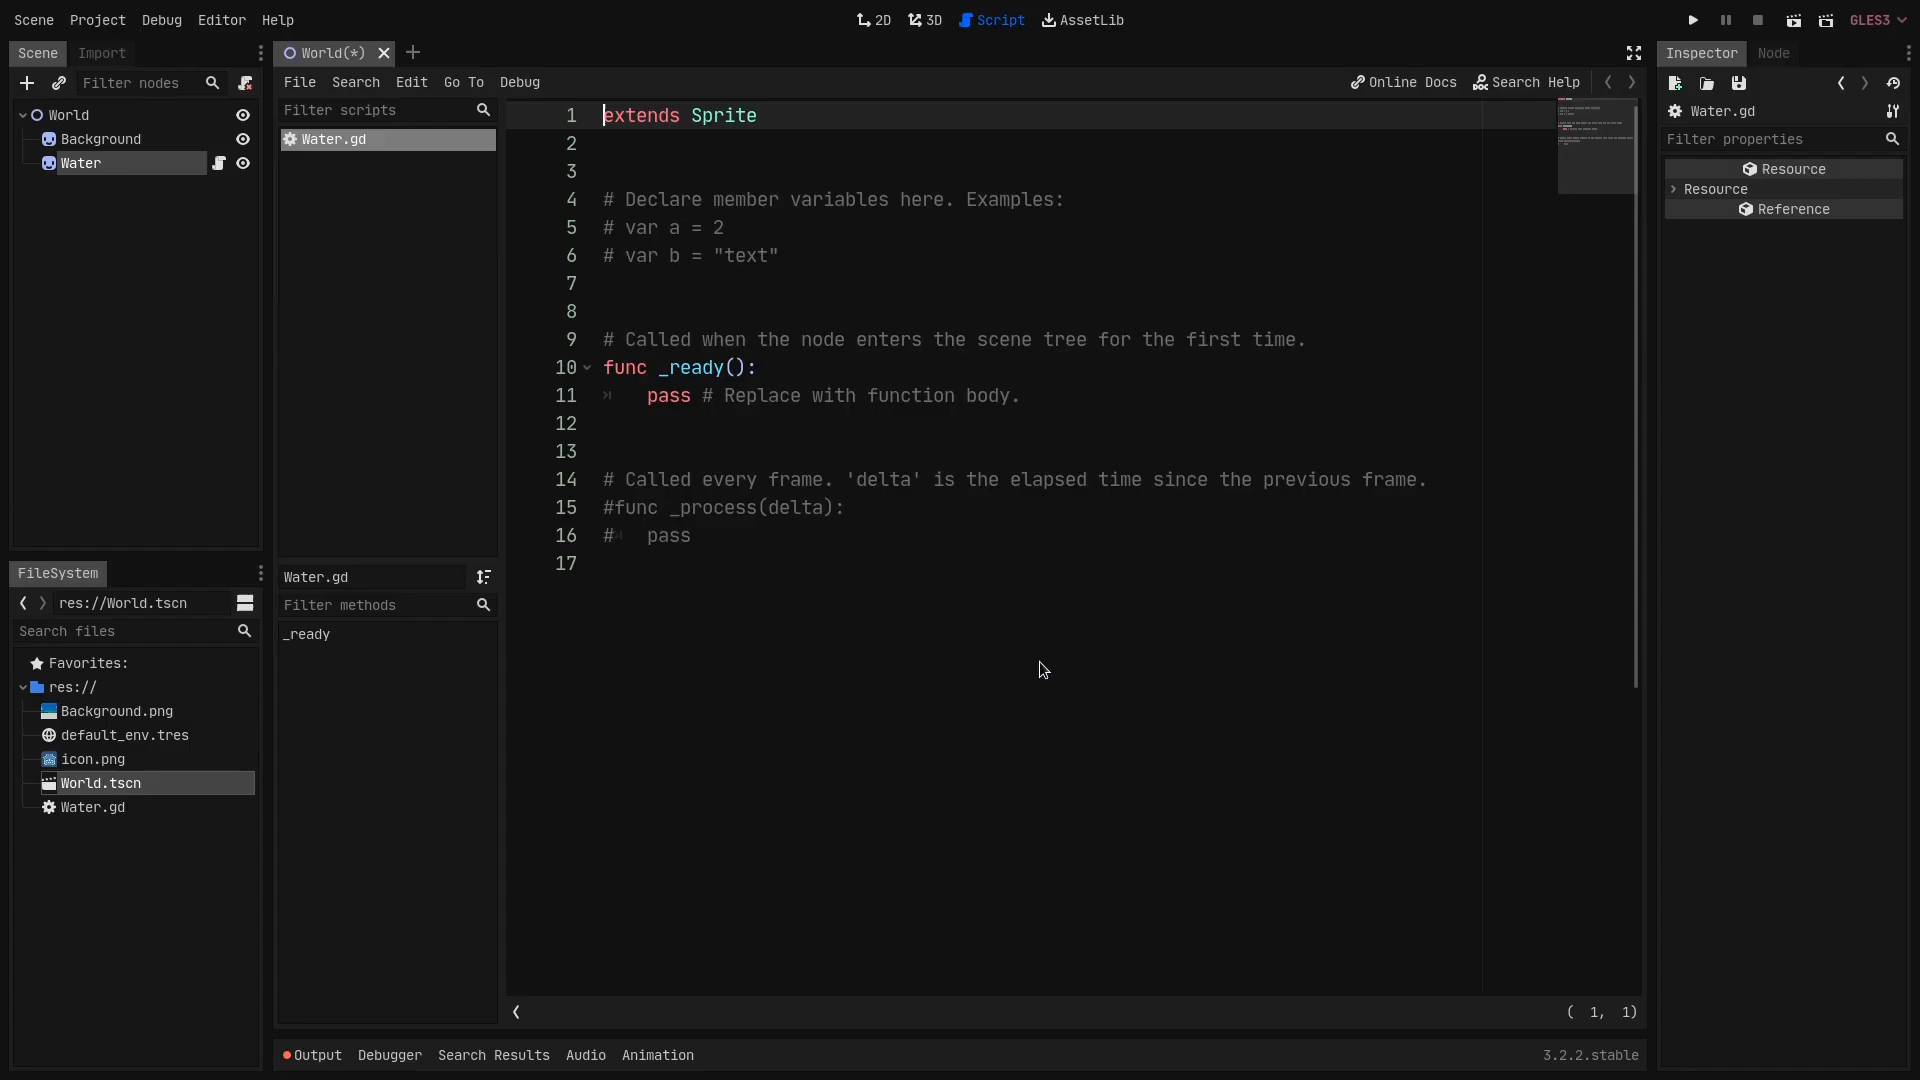 Scene Project Debug Editor Help
2D 3D Script AssetLib
GLES3
Scene Import
Filter nodes
World
Background
Water
FileSystem
res://World.tscn
Search files
Favorites:
res://
Background.png
default_env.tres
icon.png
World.tscn
Water.gd
World(*)
File Search Edit Go To Debug
Online Docs Search Help
Filter scripts
Water.gd
Water.gd
Filter methods
_ready
1 extends Sprite
2
3
4 # Declare member variables here. Examples:
5 # var a = 2
6 # var b = "text"
7
8
9 # Called when the node enters the scene tree for the first time.
10 func _ready():
11 pass # Replace with function body.
12
13
14 # Called every frame. 'delta' is the elapsed time since the previous frame.
15 #func _process(delta):
16 # pass
17
( 1, 1)
Output Debugger Search Results Audio Animation
3.2.2.stable
Inspector Node
Water.gd
Filter properties
Resource
Resource
Reference